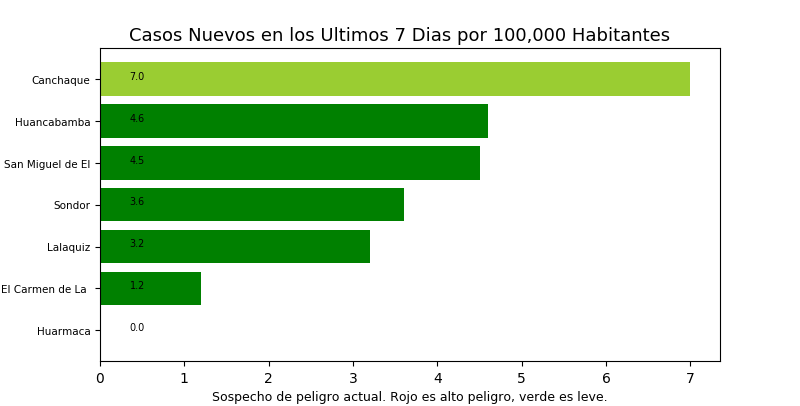 Casos Nuevos en los Ultimos 7 Dias por 100,000 Habitantes
Canchaque 7.0
Huancabamba 4.6
San Miguel de El 4.5
Sondor 3.6
Lalaquiz 3.2
El Carmen de La 1.2
Huarmaca 0.0
0 1 2 3 4 5 6 7
Sospecho de peligro actual. Rojo es alto peligro, verde es leve.